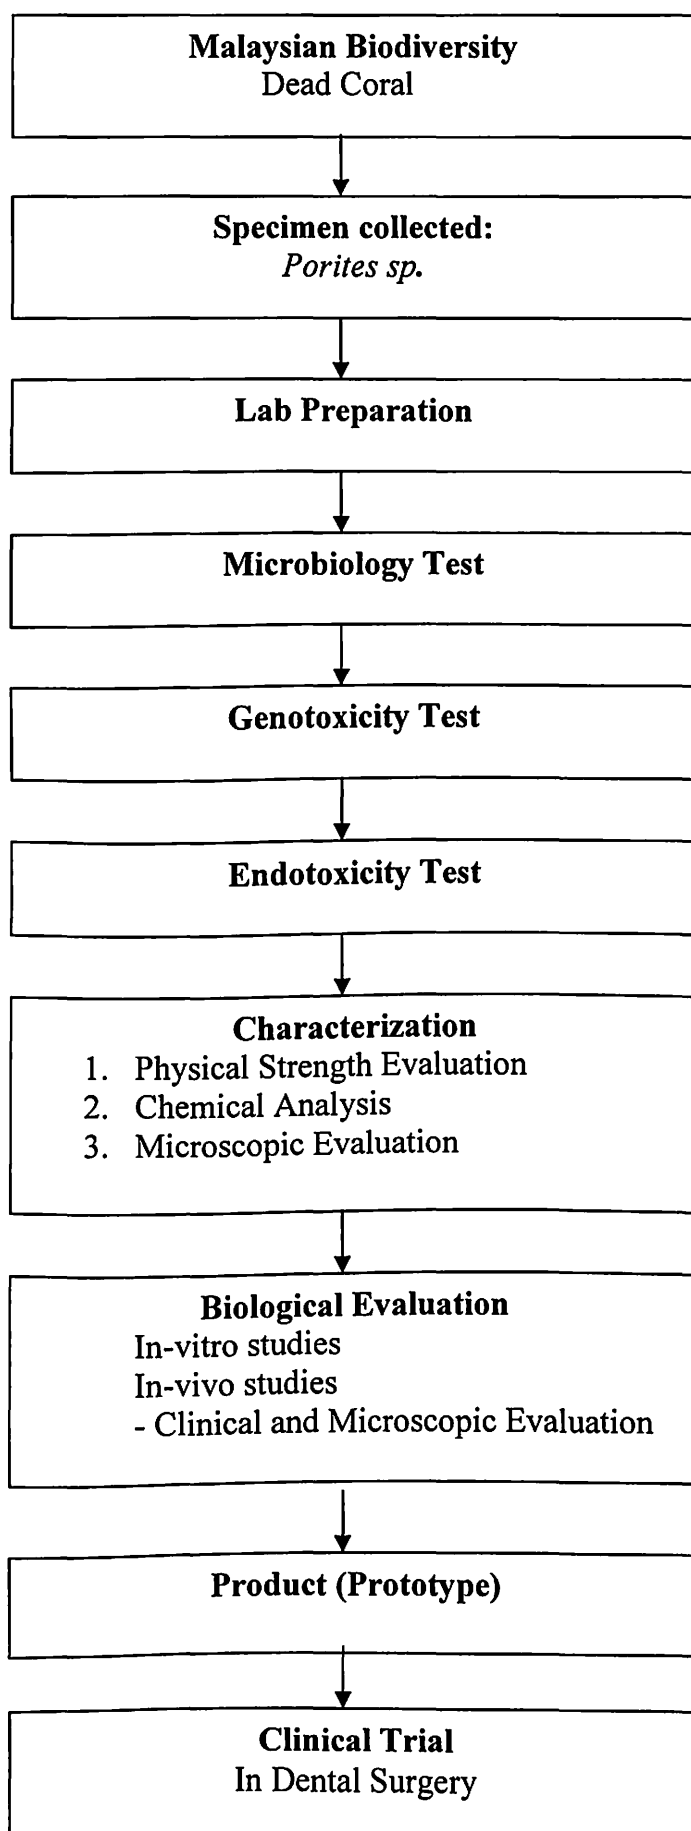 Malaysian Biodiversity
Dead Coral
Specimen collected:
Porites sp.
Lab Preparation
Microbiology Test
Genotoxicity Test
Endotoxicity Test
Characterization
1. Physical Strength Evaluation
2. Chemical Analysis
3. Microscopic Evaluation
Biological Evaluation
In-vitro studies
In-vivo studies
- Clinical and Microscopic Evaluation
Product (Prototype)
Clinical Trial
In Dental Surgery